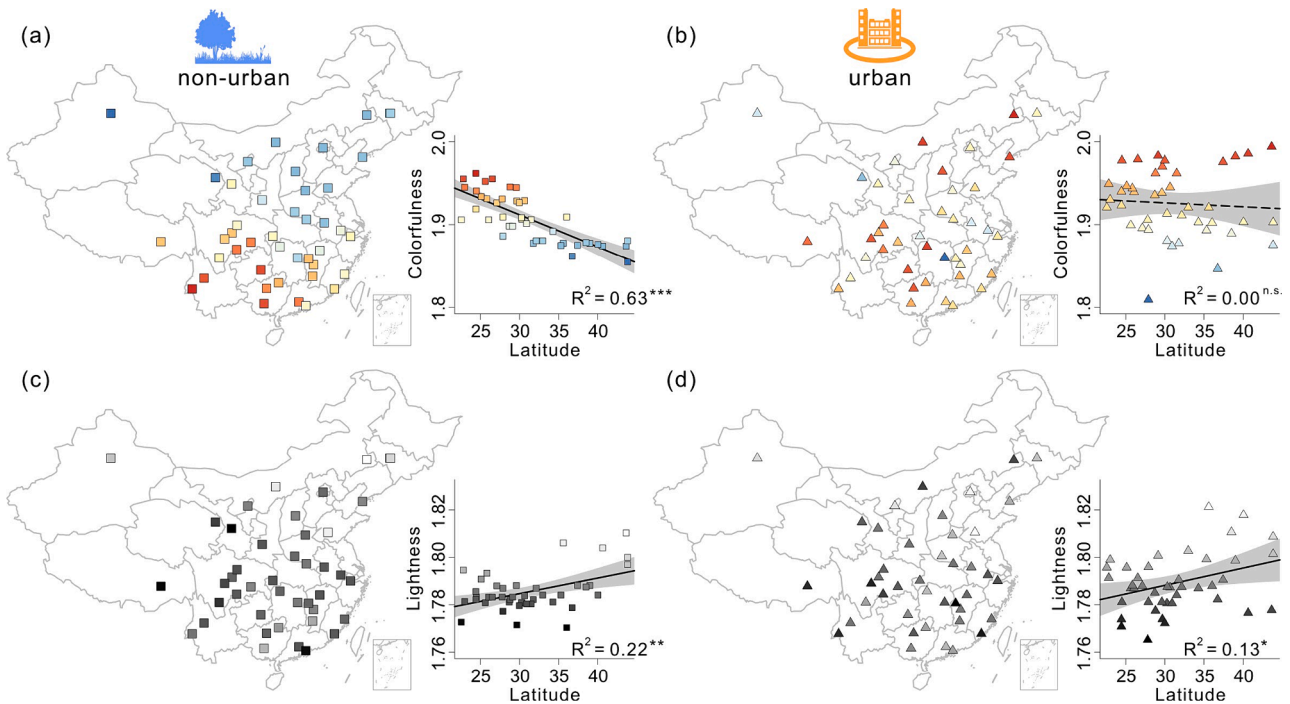 (a)
non-urban
Colorfulness
2.0
1.9
1.8
R² = 0.63***
25 30 35 40
Latitude
(b)
urban
Colorfulness
2.0
1.9
1.8
R² = 0.00 n.s.
25 30 35 40
Latitude
(c)
Lightness
1.82
1.80
1.78
1.76
R² = 0.22**
25 30 35 40
Latitude
(d)
Lightness
1.82
1.80
1.78
1.76
R² = 0.13*
25 30 35 40
Latitude